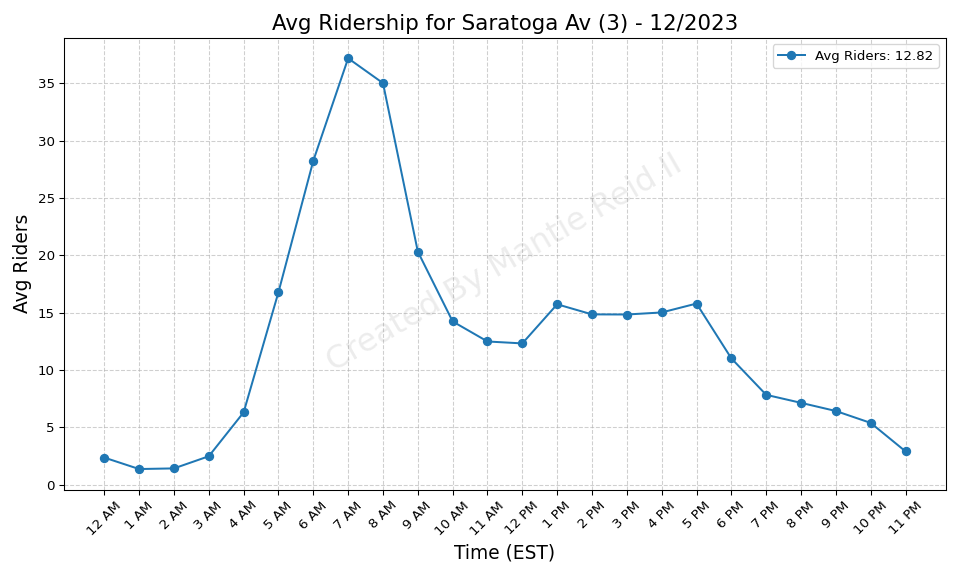 Avg Ridership for Saratoga Av (3) - 12/2023
Avg Riders: 12.82
Avg Riders
35
30
25
20
15
10
5
0
Created By Mantie Reid II
12 AM
1 AM
2 AM
3 AM
4 AM
5 AM
6 AM
7 AM
8 AM
9 AM
10 AM
11 AM
12 PM
1 PM
2 PM
3 PM
4 PM
5 PM
6 PM
7 PM
8 PM
9 PM
10 PM
11 PM
Time (EST)